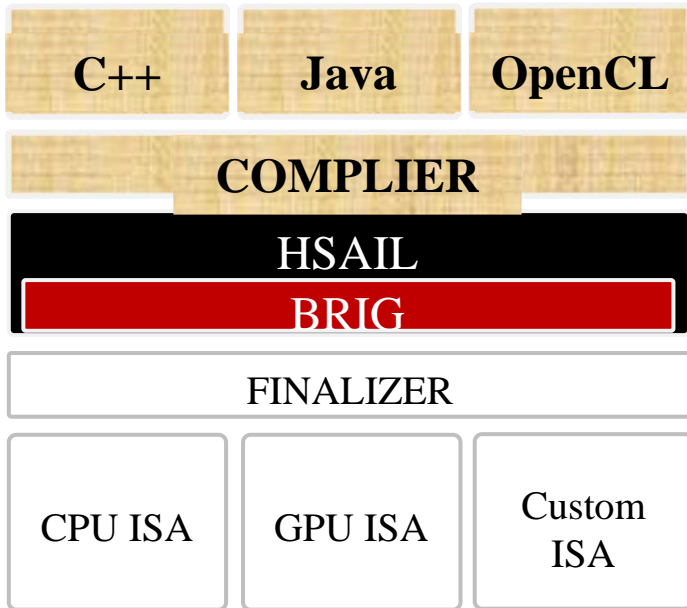 C++
Java
OpenCL
COMPLIER
HSAIL
BRIG
FINALIZER
CPU ISA
GPU ISA
Custom
ISA